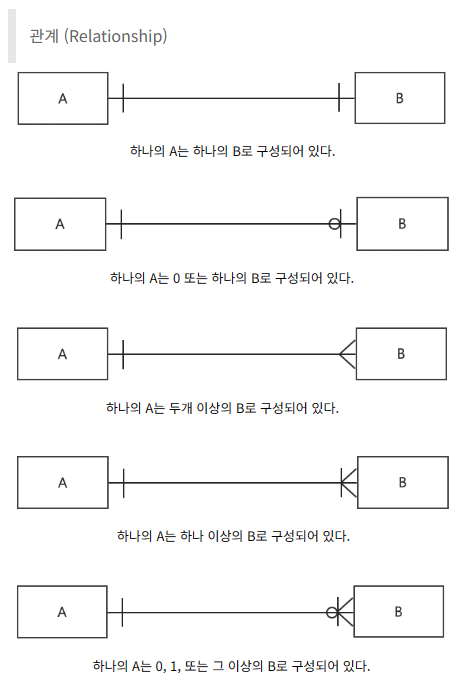 관계 (Relationship)
A B
하나의 A는 하나의 B로 구성되어 있다.
A B
하나의 A는 0 또는 하나의 B로 구성되어 있다.
A B
하나의 A는 두개 이상의 B로 구성되어 있다.
A B
하나의 A는 하나 이상의 B로 구성되어 있다.
A B
하나의 A는 0, 1, 또는 그 이상의 B로 구성되어 있다.